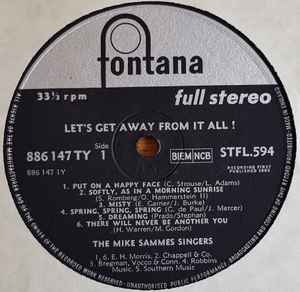 fontana
33⅓ rpm
full stereo
LET'S GET AWAY FROM IT ALL !
886 147 TY
Side 1
BIEM NCB
STFL.594
886 147 1Y
RECORDING FIRST
PUBLISHED
1. PUT ON A HAPPY FACE (C. Strouse/L. Adams)
2. SOFTLY, AS IN A MORNING SUNRISE
(S. Romberg/O. Hammerstein II)
3. MISTY (E. Garner/J. Burke)
4. SPRING, SPRING, SPRING (G. de Paul/J. Mercer)
5. DREAMING (Prado/Stephan)
6. THERE WILL NEVER BE ANOTHER YOU
(H. Warren/M. Gordon)
THE MIKE SAMMES SINGERS
1, 6. E. H. Morris, 2. Chappell & Co.
3. Bregman, Vocco & Conn, 4. Robbins
Music, 5. Southern Music